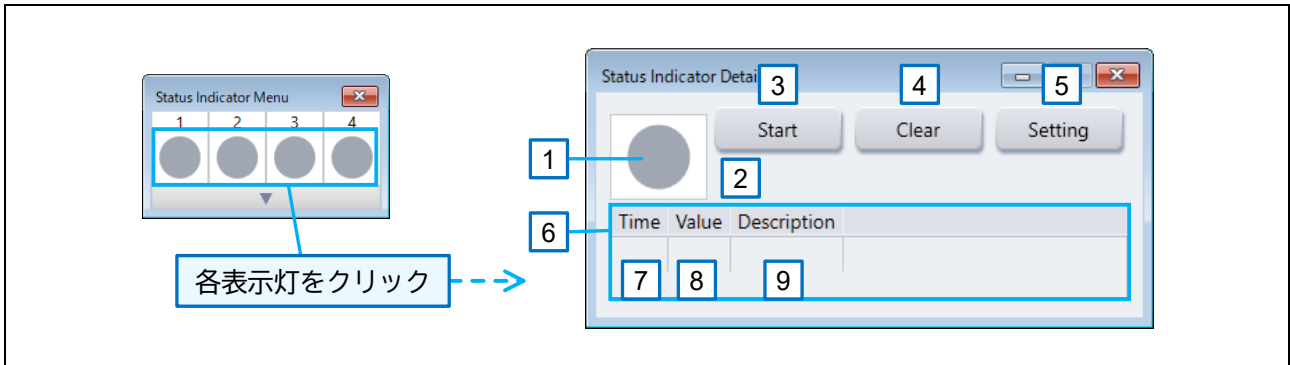 Status Indicator Menu
1 2 3 4
▼
各表示灯をクリック
Status Indicator Detai
3 4 5
Start Clear Setting
1
2
6
Time Value Description
7 8 9